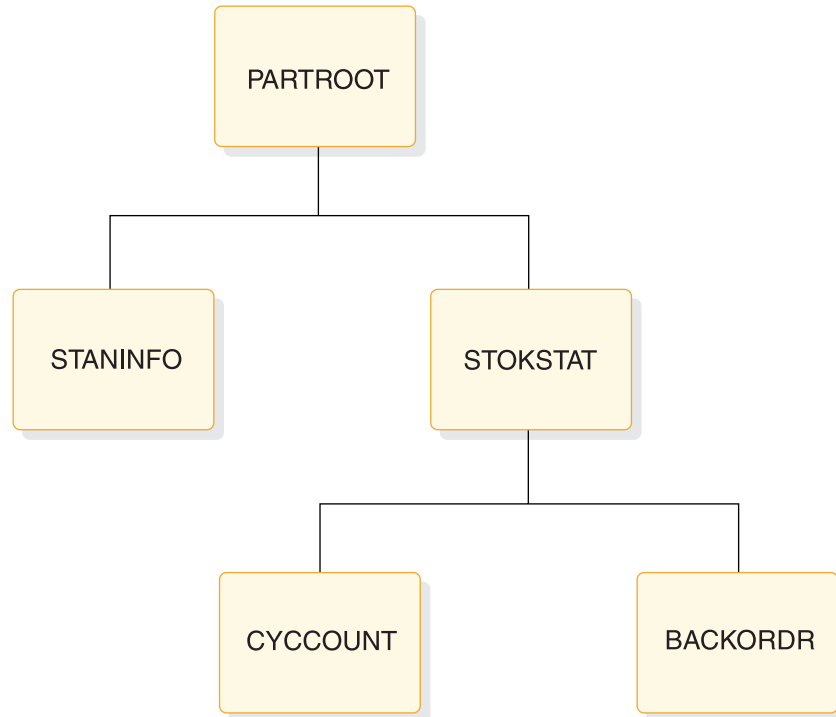 PARTROOT
STANINFO
STOKSTAT
CYCCOUNT
BACKORDR